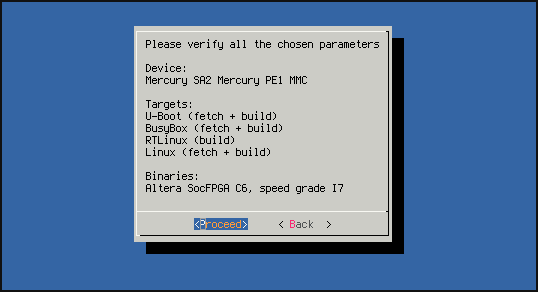 Please verify all the chosen parameters
Device:
Mercury SA2 Mercury PE1 MMC
Targets:
U-Boot (fetch + build)
BusyBox (fetch + build)
RTLinux (build)
Linux (fetch + build)
Binaries:
Altera SocFPGA C6, speed grade I7
<Proceed> < Back >